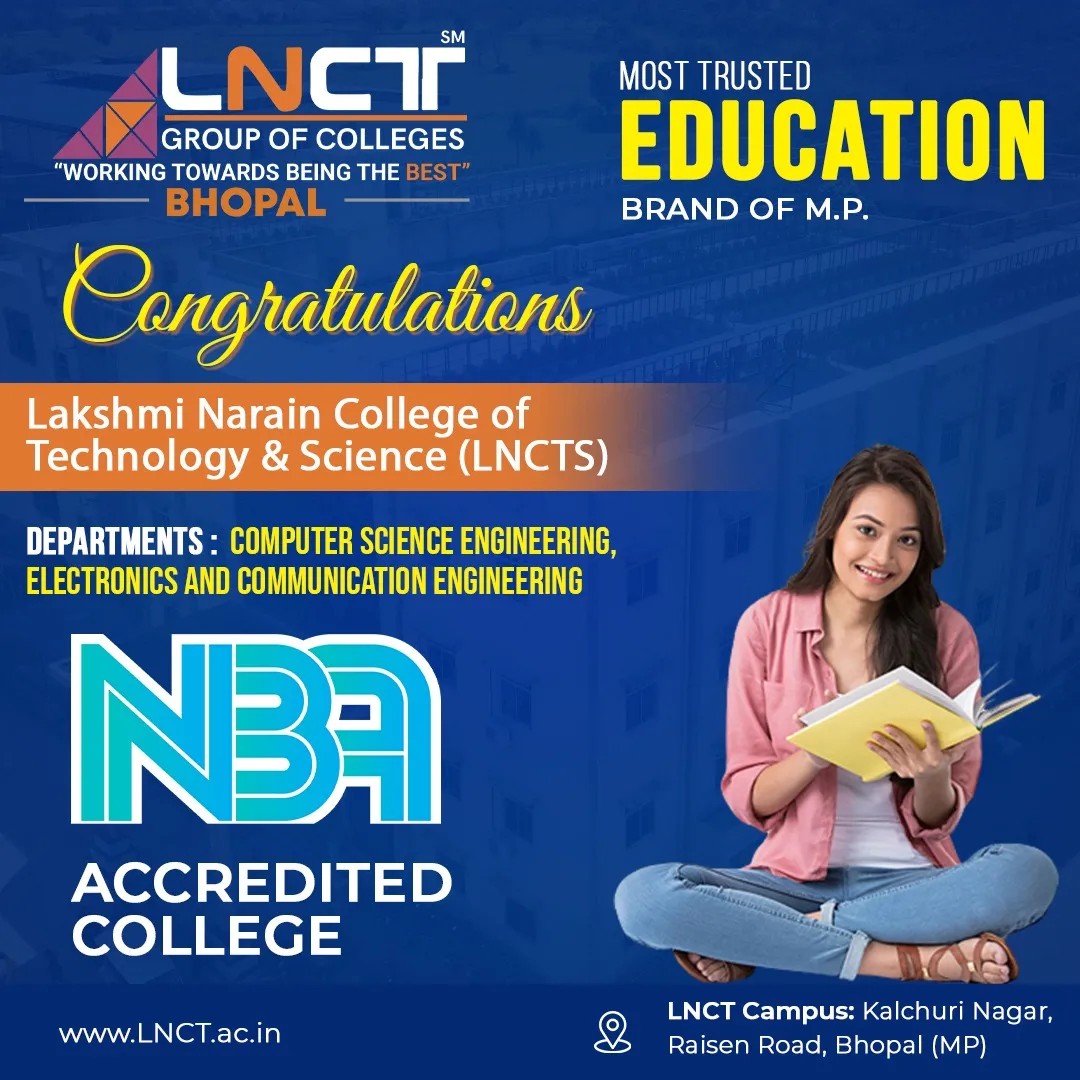 LNCT SM
GROUP OF COLLEGES
"WORKING TOWARDS BEING THE BEST"
BHOPAL
MOST TRUSTED
EDUCATION
BRAND OF M.P.
Congratulations
Lakshmi Narain College of
Technology & Science (LNCTS)
DEPARTMENTS : COMPUTER SCIENCE ENGINEERING,
ELECTRONICS AND COMMUNICATION ENGINEERING
NBA
ACCREDITED
COLLEGE
www.LNCT.ac.in
LNCT Campus: Kalchuri Nagar,
Raisen Road, Bhopal (MP)